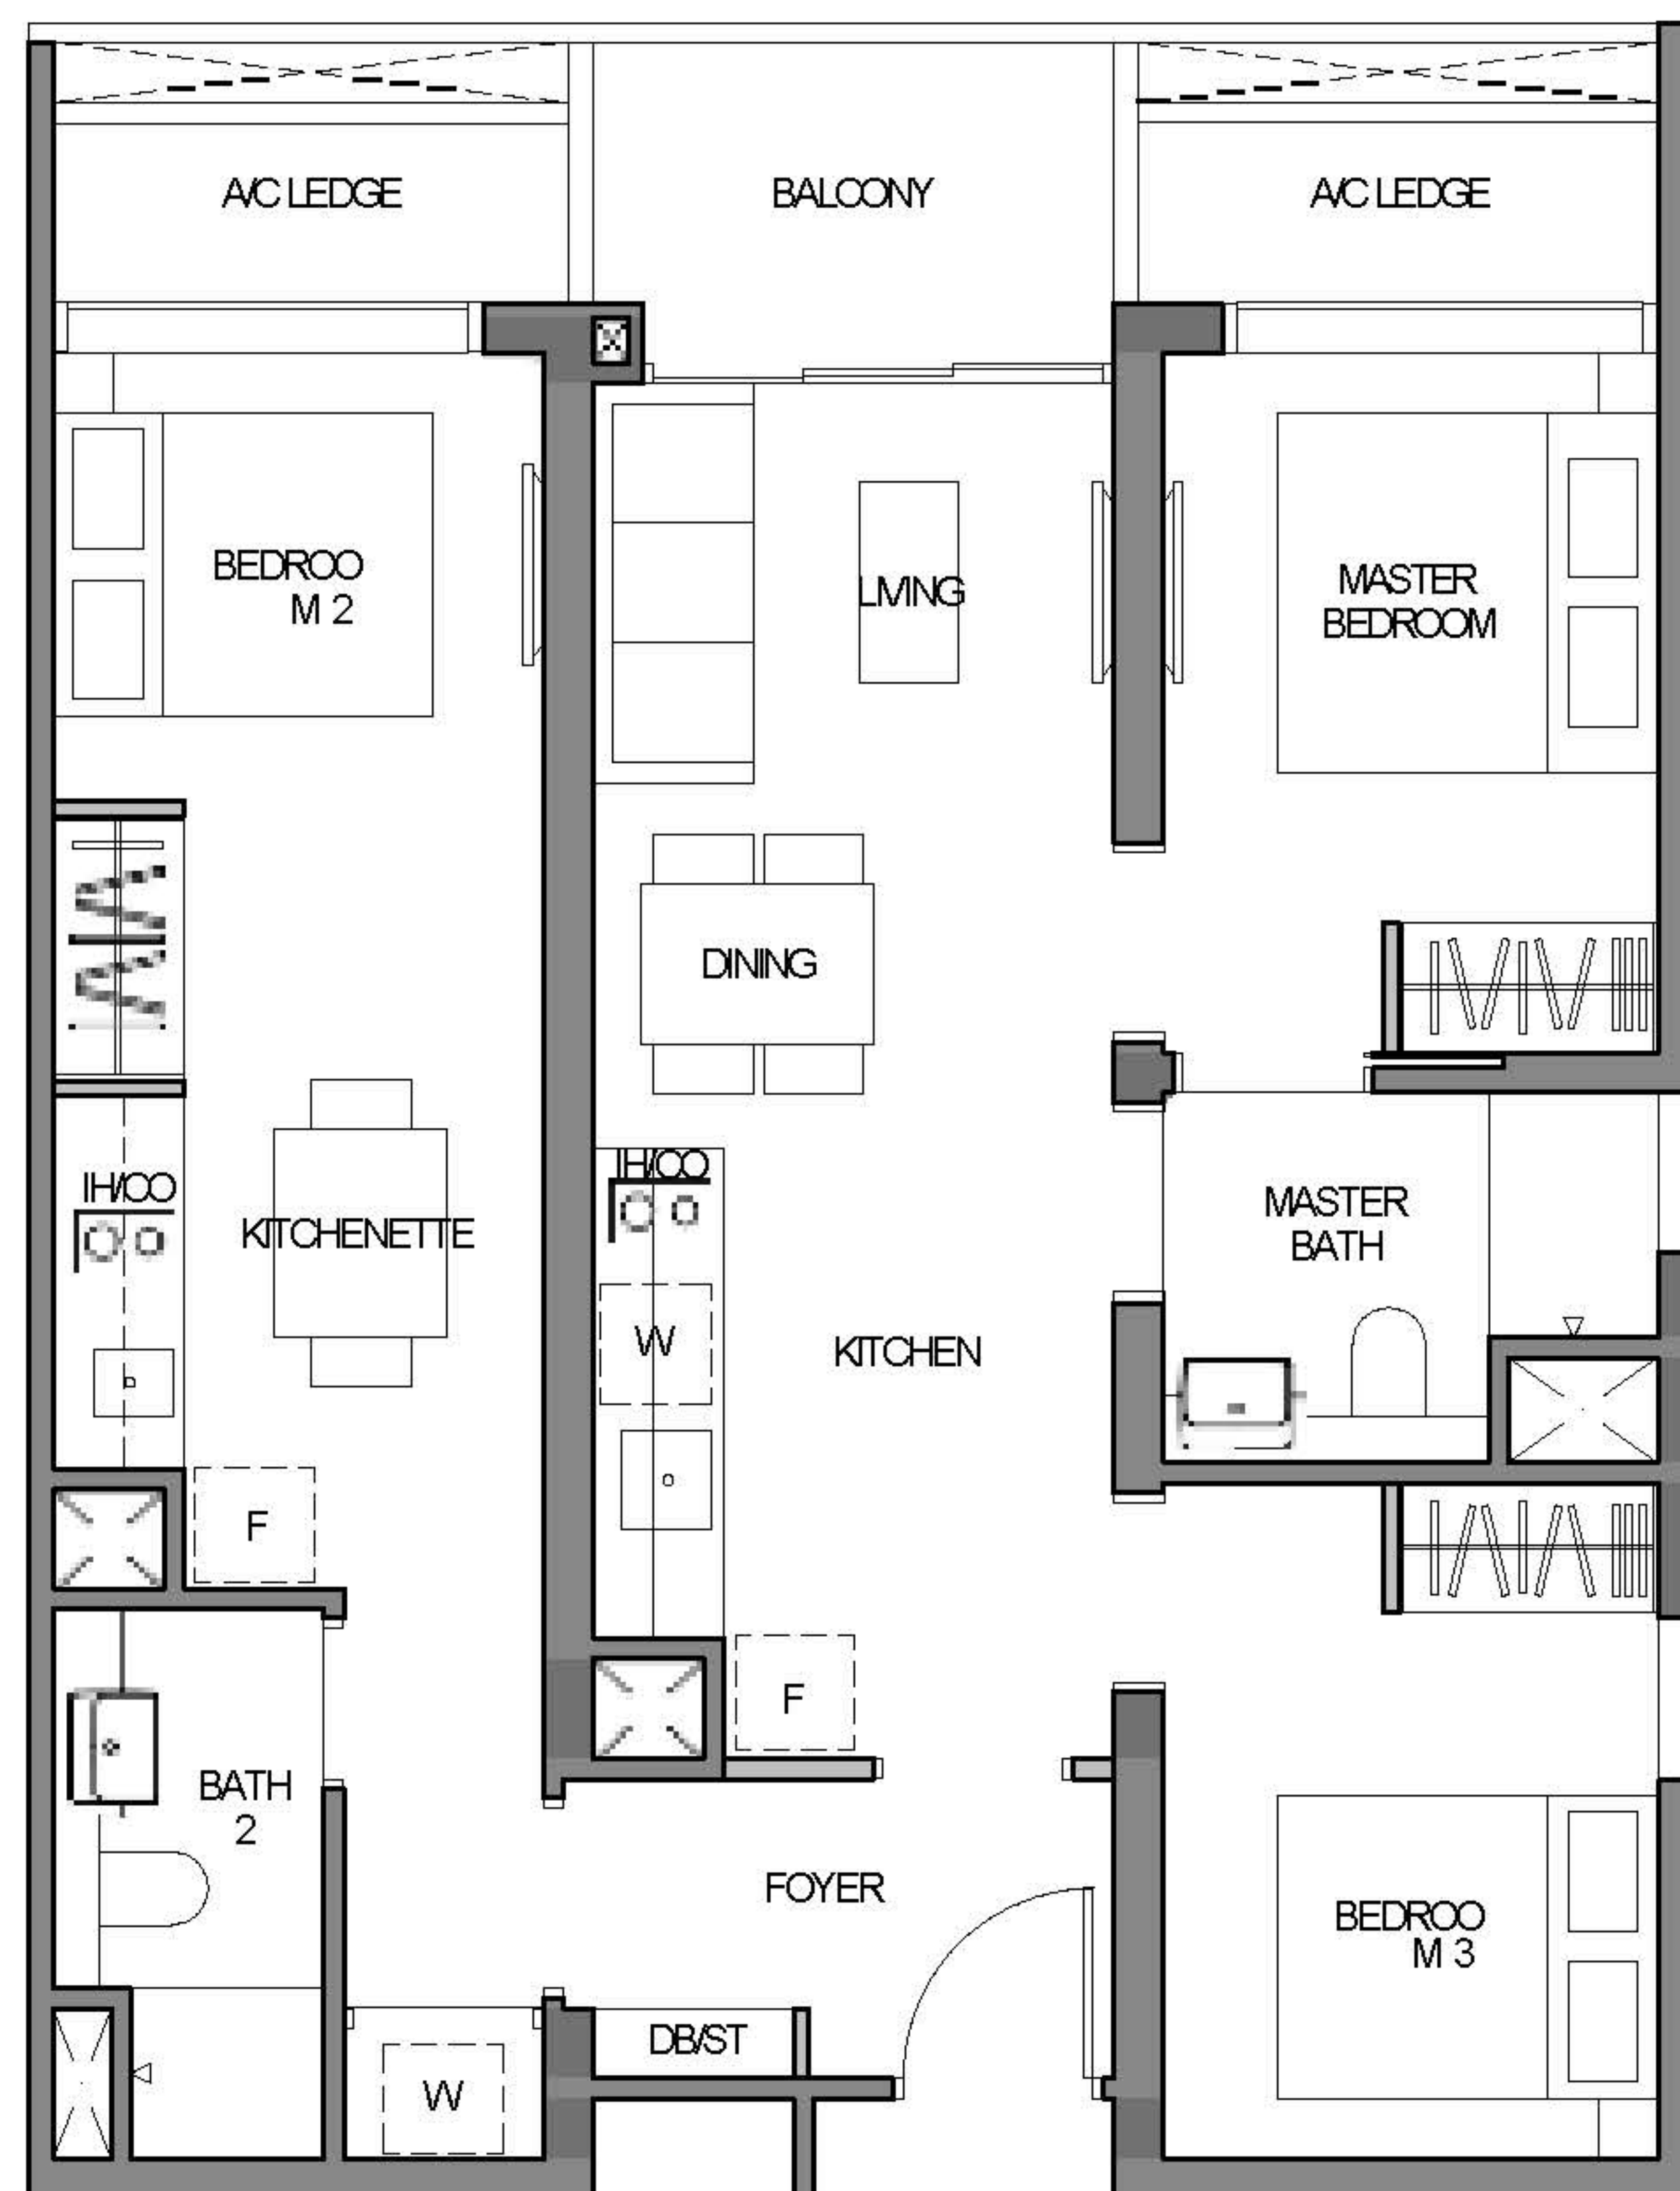 A/C LEDGE
BALCONY
A/C LEDGE
BEDROO
M 2
LIVING
MASTER
BEDROOM
DINING
IH/CO
IH/CO
KITCHENETTE
MASTER
BATH
W
KITCHEN
F
F
BATH
2
FOYER
BEDROO
M 3
DB/ST
W